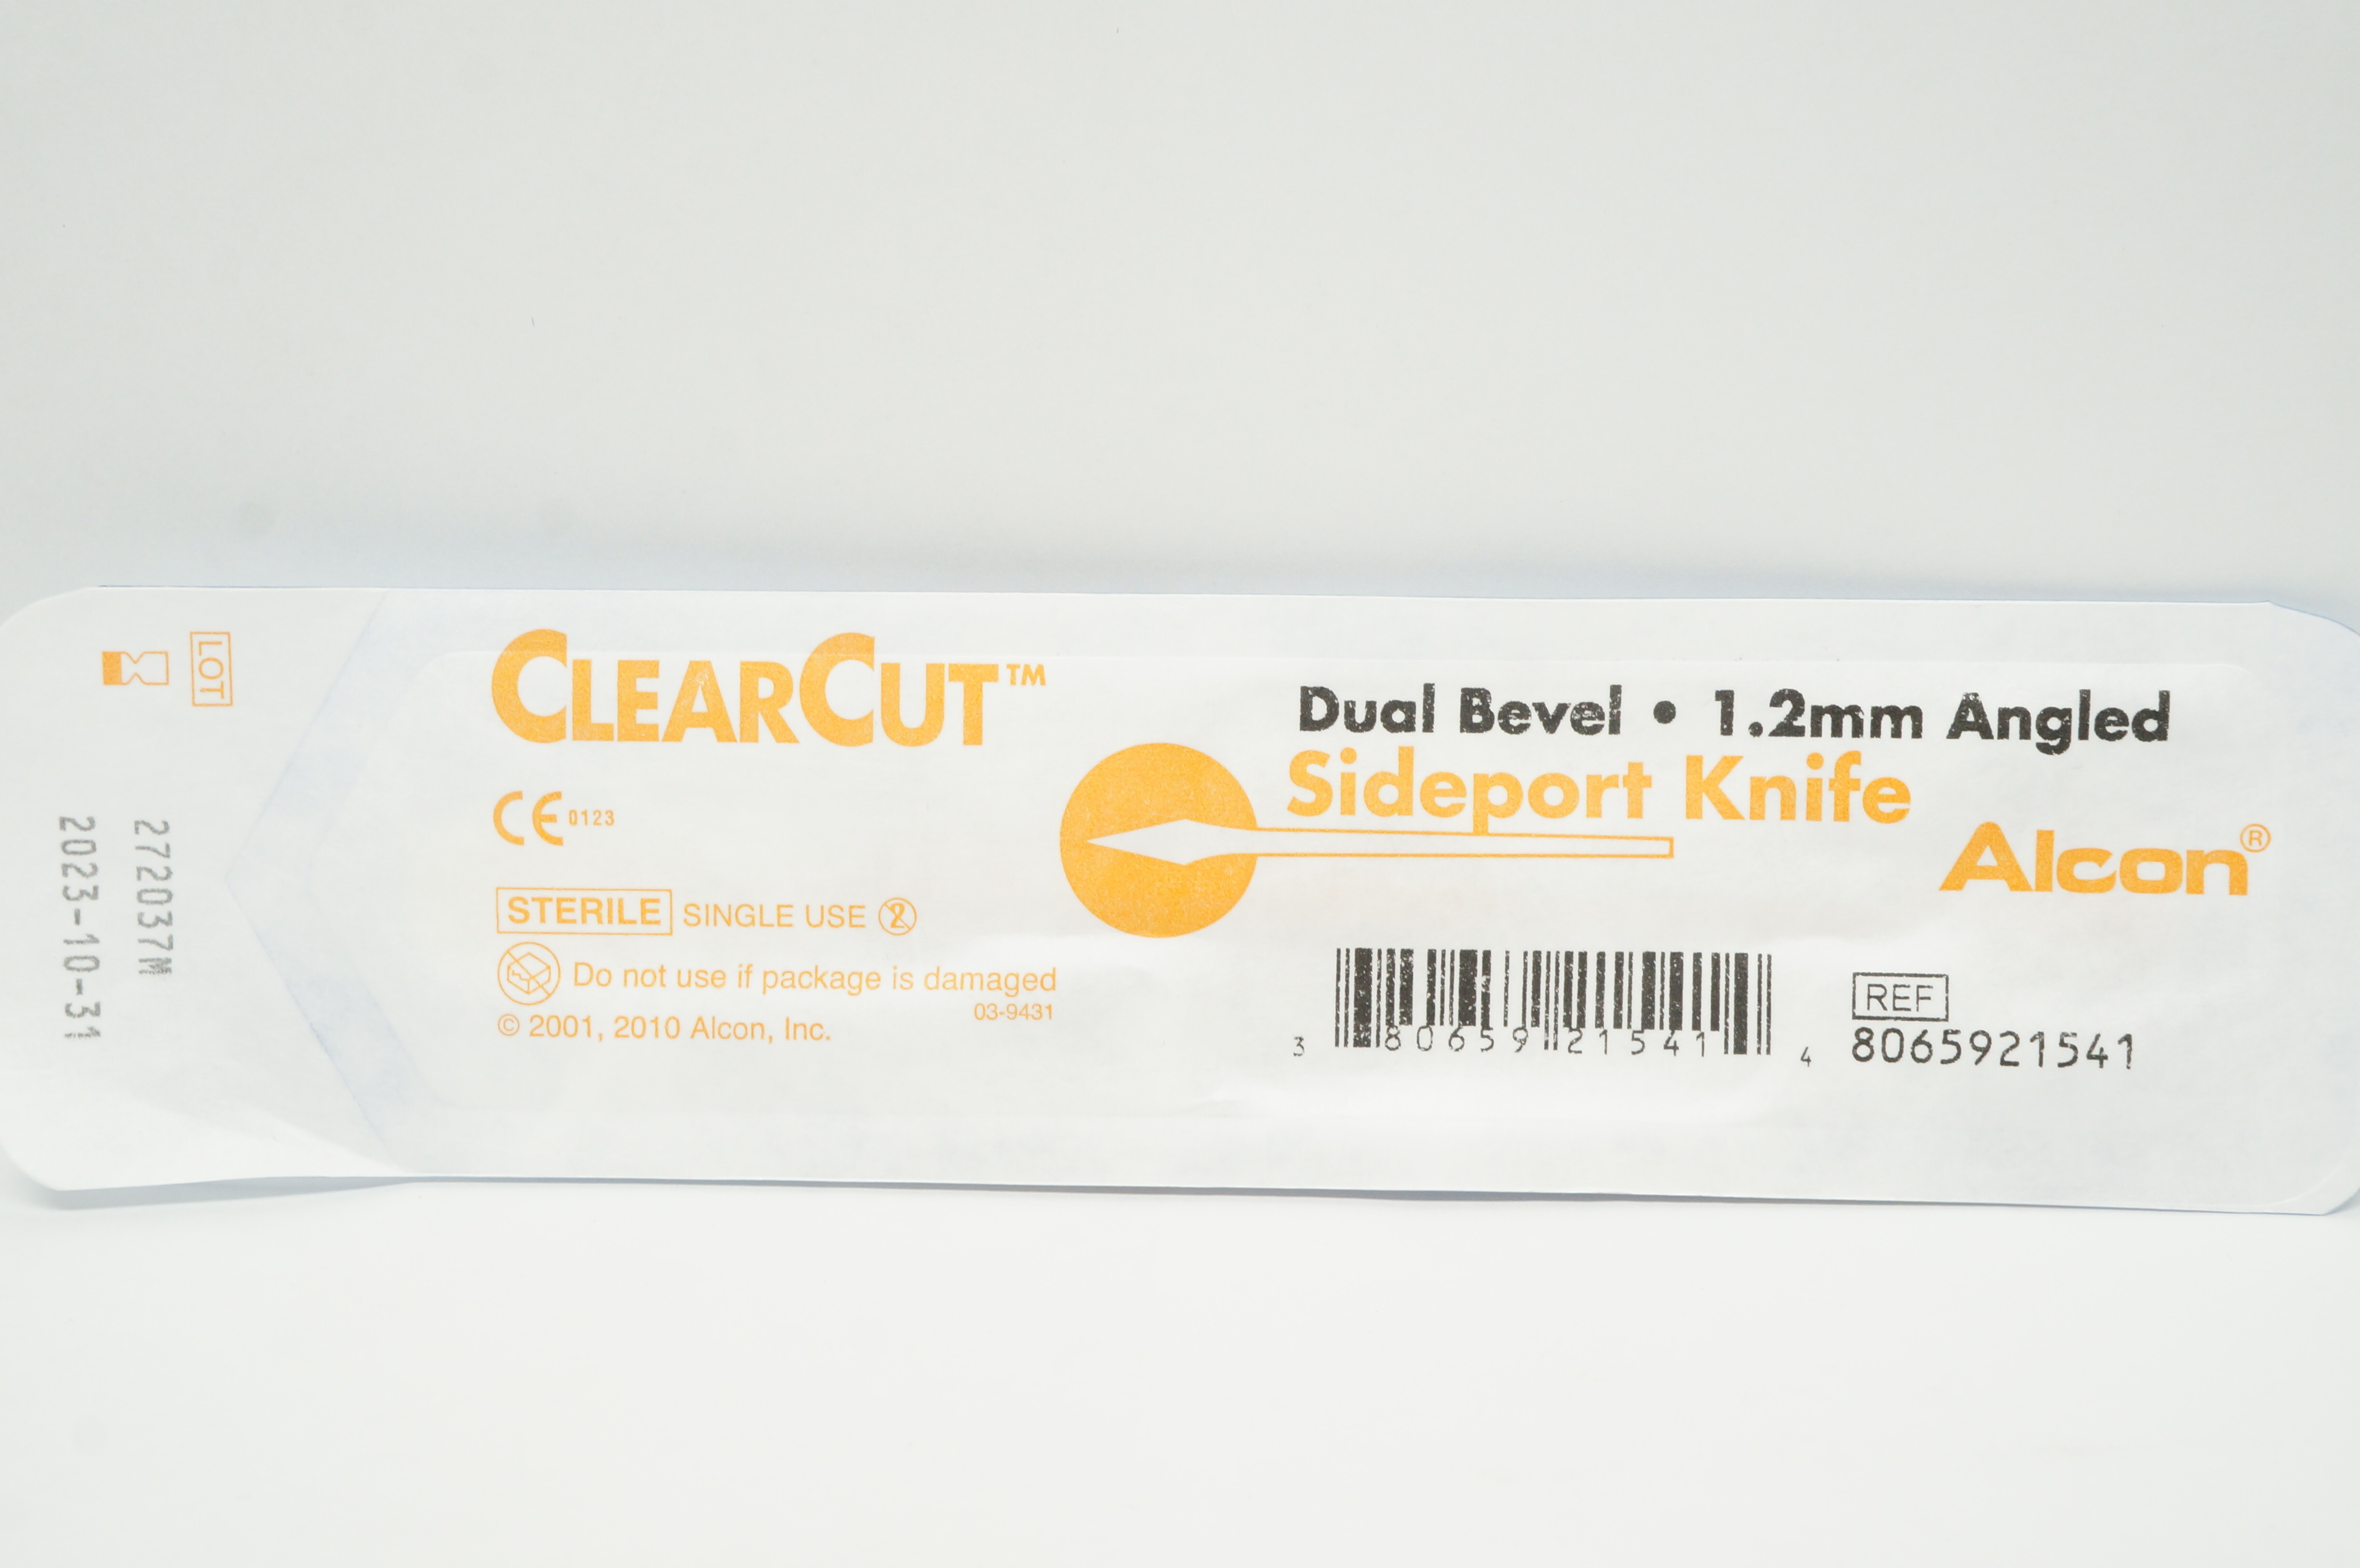 LOT
272037M
2023-10-31
CLEARCUT™
CE 0123
STERILE SINGLE USE 2
Do not use if package is damaged
03-9431
© 2001, 2010 Alcon, Inc.
Dual Bevel • 1.2mm Angled
Sideport Knife
Alcon®
3 80659 21541 4
REF
8065921541